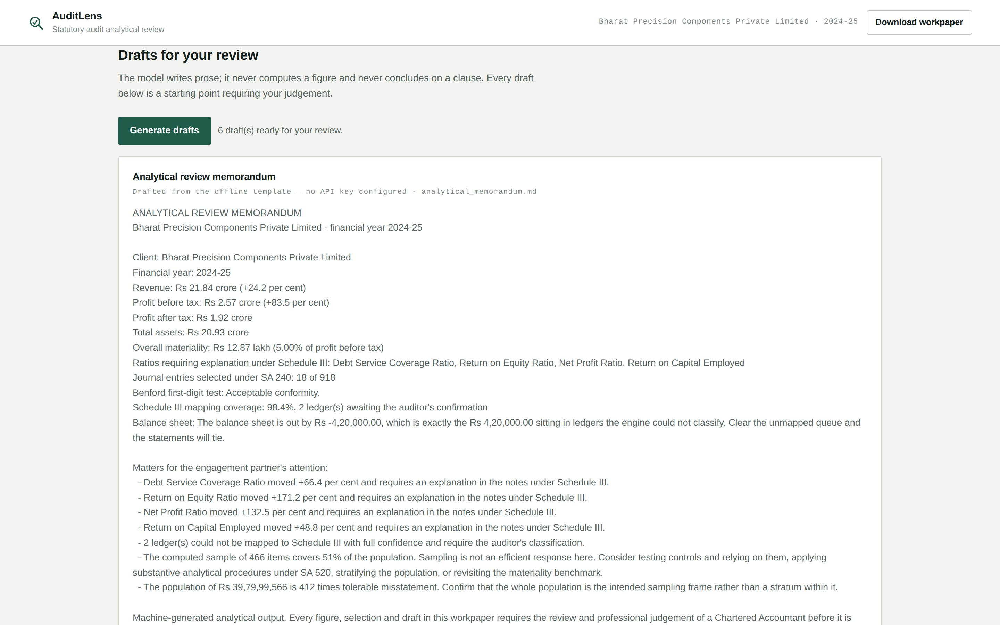 AuditLens
Statutory audit analytical review
Bharat Precision Components Private Limited · 2024-25
Download workpaper
Drafts for your review
The model writes prose; it never computes a figure and never concludes on a clause. Every draft
below is a starting point requiring your judgement.
Generate drafts
6 draft(s) ready for your review.
Analytical review memorandum
Drafted from the offline template — no API key configured · analytical_memorandum.md
ANALYTICAL REVIEW MEMORANDUM
Bharat Precision Components Private Limited - financial year 2024-25
Client: Bharat Precision Components Private Limited
Financial year: 2024-25
Revenue: Rs 21.84 crore (+24.2 per cent)
Profit before tax: Rs 2.57 crore (+83.5 per cent)
Profit after tax: Rs 1.92 crore
Total assets: Rs 20.93 crore
Overall materiality: Rs 12.87 lakh (5.00% of profit before tax)
Ratios requiring explanation under Schedule III: Debt Service Coverage Ratio, Return on Equity Ratio, Net Profit Ratio, Return on Capital Employed
Journal entries selected under SA 240: 18 of 918
Benford first-digit test: Acceptable conformity.
Schedule III mapping coverage: 98.4%, 2 ledger(s) awaiting the auditor's confirmation
Balance sheet: The balance sheet is out by Rs -4,20,000.00, which is exactly the Rs 4,20,000.00 sitting in ledgers the engine could not classify. Clear the unmapped queue and
the statements will tie.
Matters for the engagement partner's attention:
- Debt Service Coverage Ratio moved +66.4 per cent and requires an explanation in the notes under Schedule III.
- Return on Equity Ratio moved +171.2 per cent and requires an explanation in the notes under Schedule III.
- Net Profit Ratio moved +132.5 per cent and requires an explanation in the notes under Schedule III.
- Return on Capital Employed moved +48.8 per cent and requires an explanation in the notes under Schedule III.
- 2 ledger(s) could not be mapped to Schedule III with full confidence and require the auditor's classification.
- The computed sample of 466 items covers 51% of the population. Sampling is not an efficient response here. Consider testing controls and relying on them, applying
substantive analytical procedures under SA 520, stratifying the population, or revisiting the materiality benchmark.
- The population of Rs 39,79,99,566 is 412 times tolerable misstatement. Confirm that the whole population is the intended sampling frame rather than a stratum within it.
Machine-generated analytical output. Every figure, selection and draft in this workpaper requires the review and professional judgement of a Chartered Accountant before it is